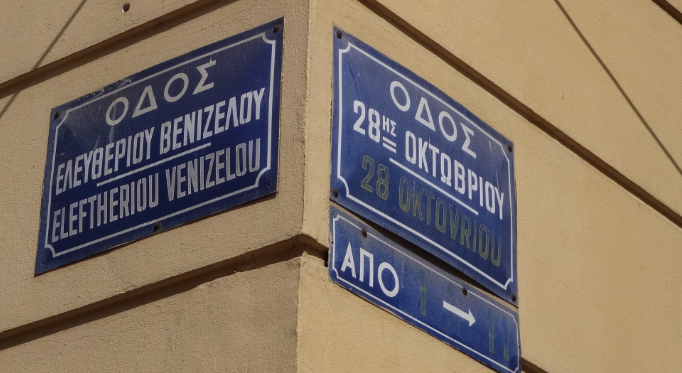 ΟΔΟΣ
ΕΛΕΥΘΕΡΙΟΥ ΒΕΝΙΖΕΛΟΥ
ELEFTHERIOU VENIZELOU
ΟΔΟΣ
28ΗΣ ΟΚΤΩΒΡΙΟΥ
28 OKTOVRIOU
ΑΠΟ 1 → 11